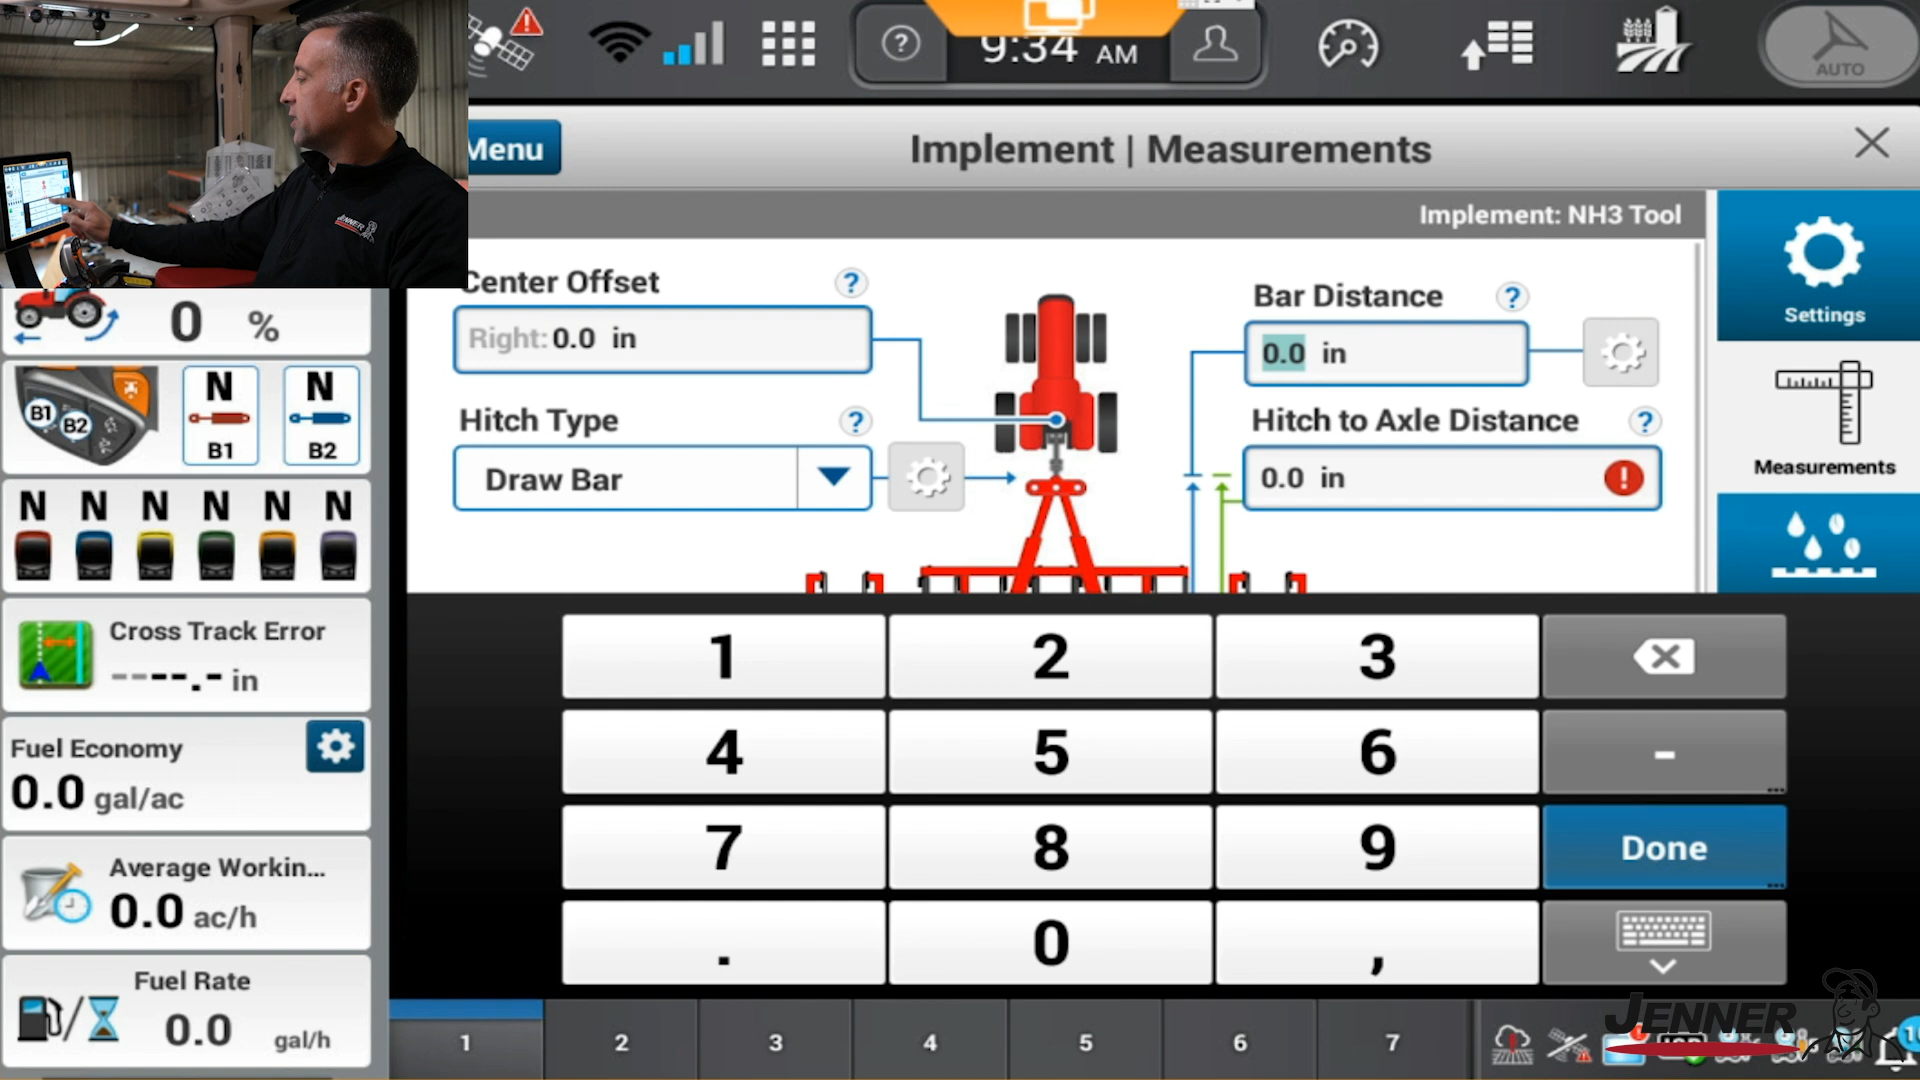 9:34 AM
AUTO
Menu
Implement | Measurements
Implement: NH3 Tool
Center Offset
Right: 0.0 in
Bar Distance
0.0 in
Hitch Type
Draw Bar
Hitch to Axle Distance
0.0 in
Settings
Measurements
0 %
B1 B2
N
B1
N
B2
N N N N N N
Cross Track Error
----.- in
Fuel Economy
0.0 gal/ac
Average Workin...
0.0 ac/h
Fuel Rate
0.0 gal/h
1 2 3
4 5 6 -
7 8 9 Done
. 0 ,
1 2 3 4 5 6 7
JENNER
JENNER